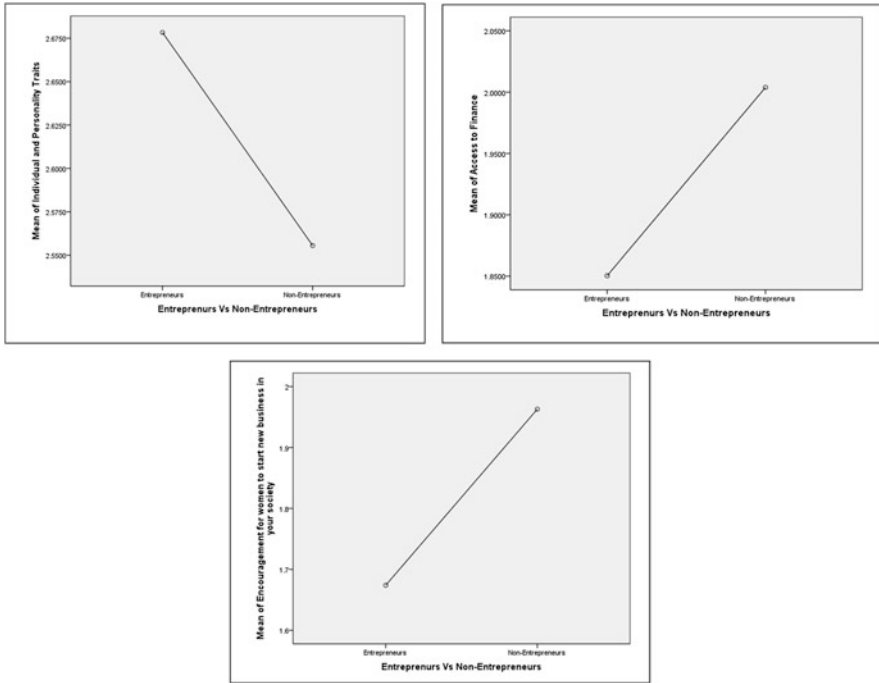 Mean of Individual and Personality Traits
2.6750
2.6500
2.6250
2.6000
2.5750
2.5500
Entrepreneurs
Non-Entrepreneurs
Entreprenurs Vs Non-Entrepreneurs
Mean of Access to Finance
2.0500
2.0000
1.9500
1.9000
1.8500
Entrepreneurs
Non-Entrepreneurs
Entreprenurs Vs Non-Entrepreneurs
Mean of Encouragement for women to start new business in
your society
2
1.9
1.8
1.7
1.6
Entrepreneurs
Non-Entrepreneurs
Entreprenurs Vs Non-Entrepreneurs